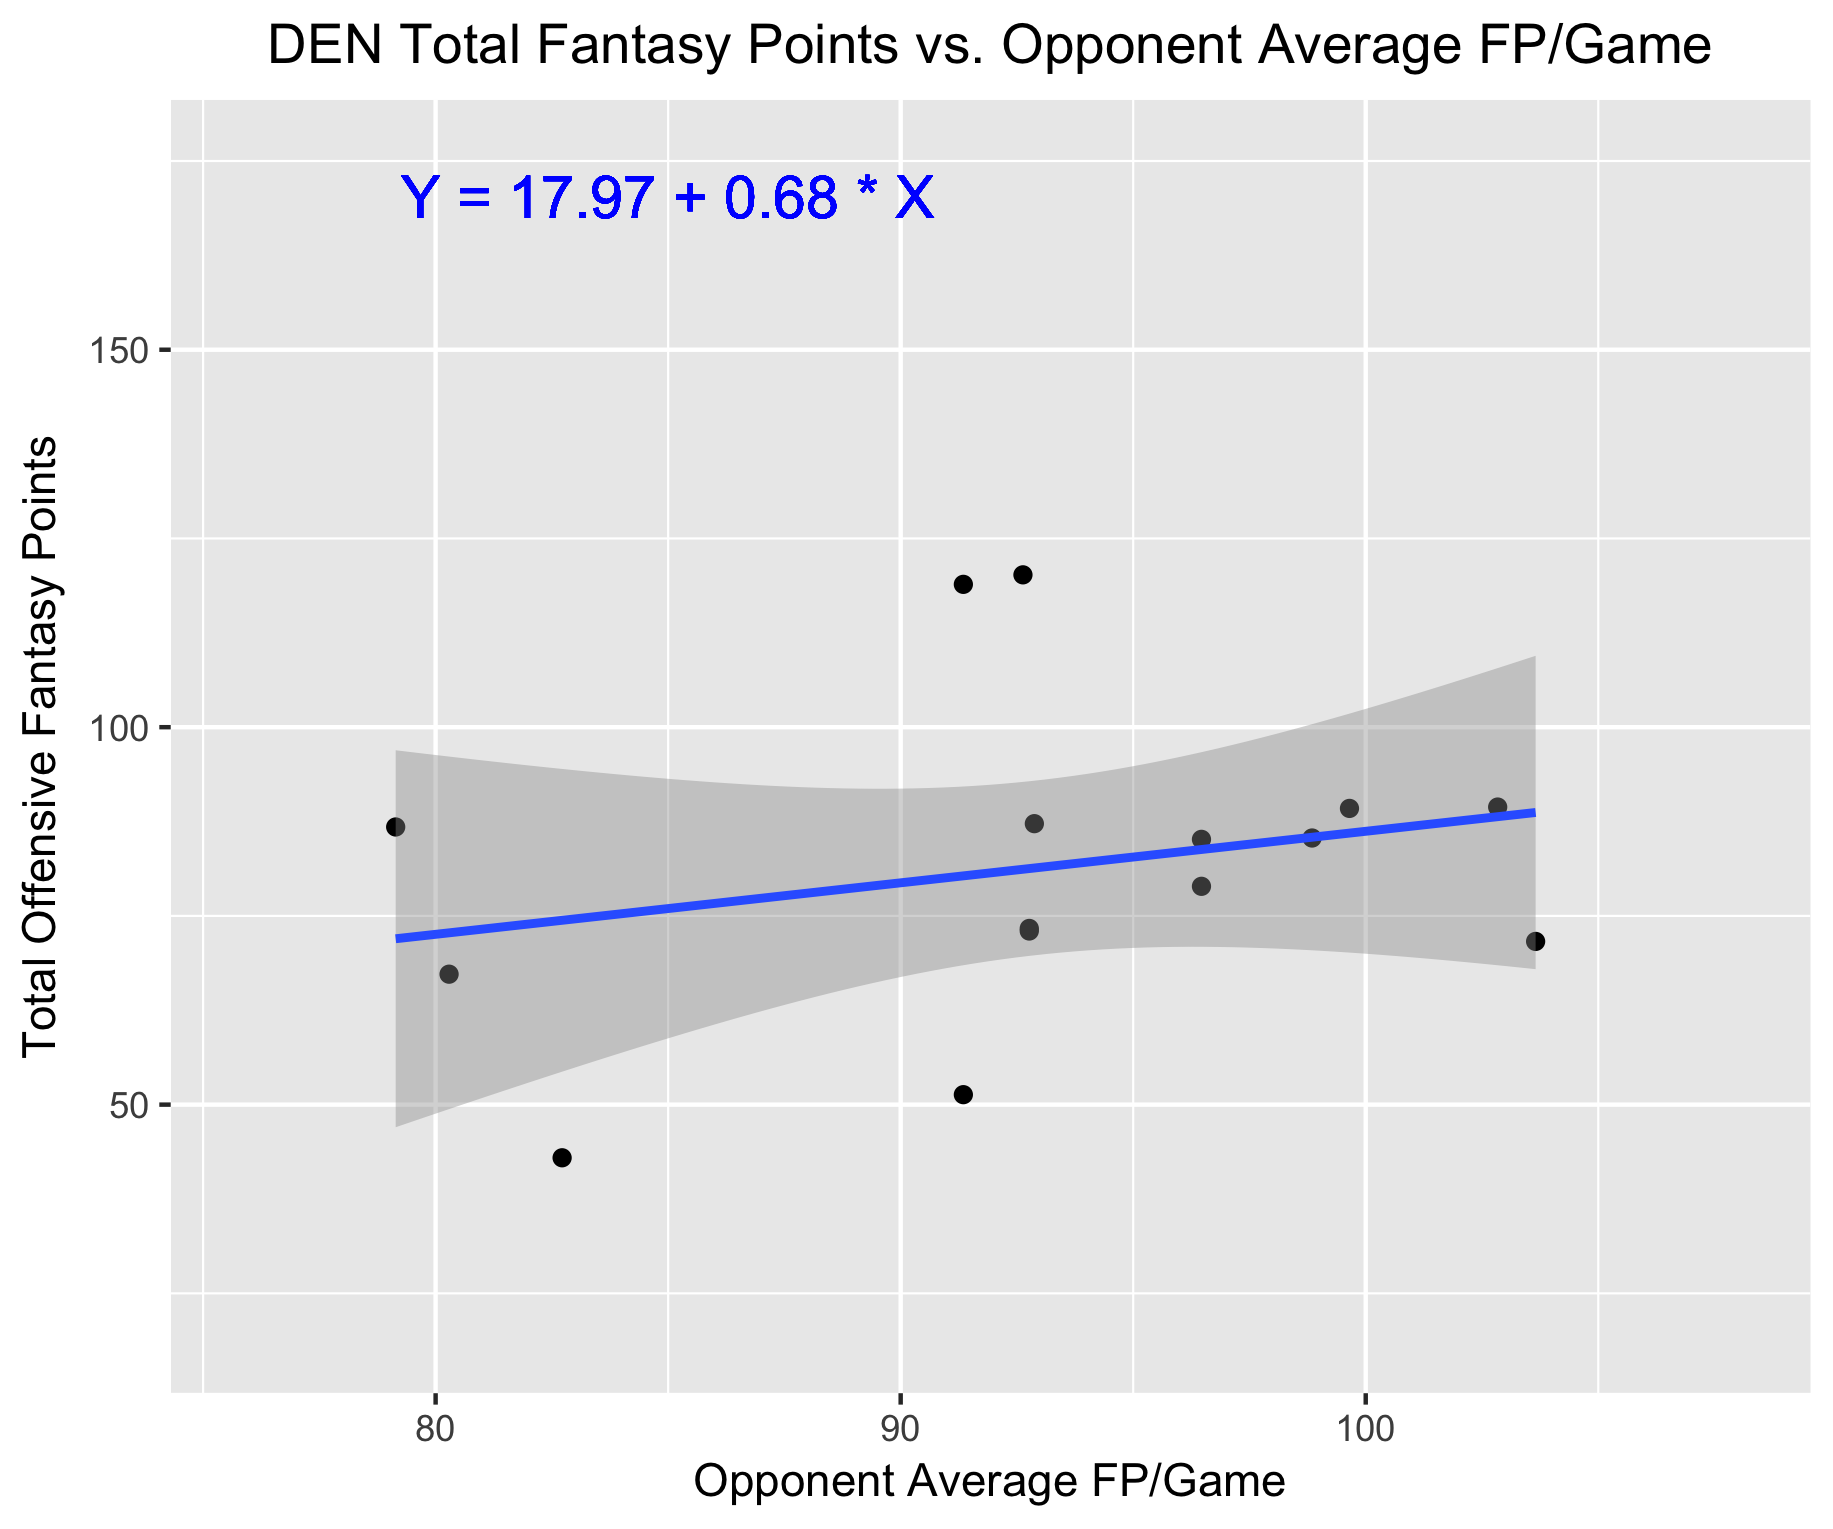 DEN Total Fantasy Points vs. Opponent Average FP/Game
Y = 17.97 + 0.68 * X
Total Offensive Fantasy Points
150
100
50
80
90
100
Opponent Average FP/Game